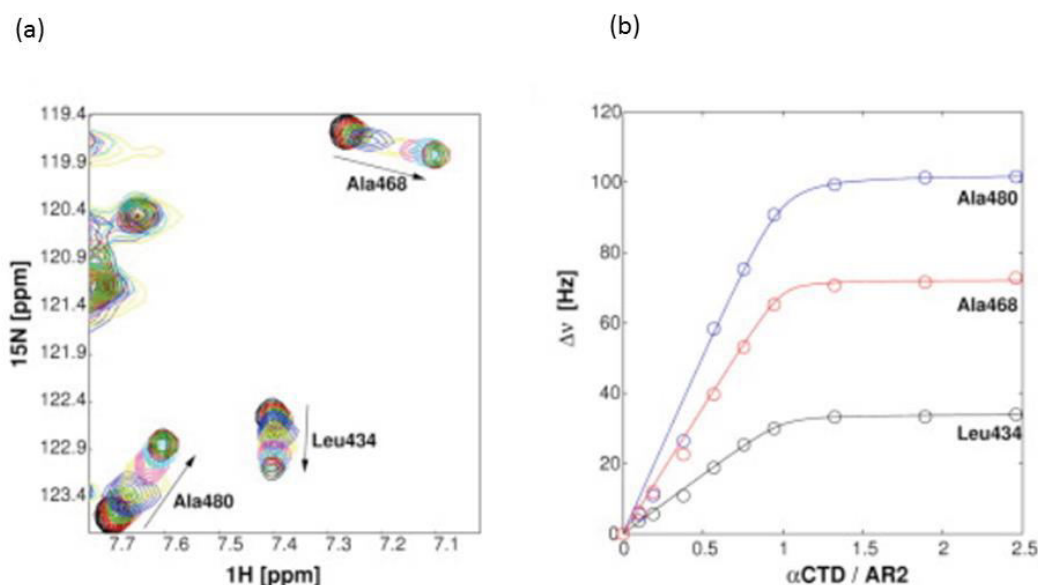 (a)
(b)
119.4
119.9
120.4
120.9
121.4
121.9
122.4
122.9
123.4
15N [ppm]
Ala468
Leu434
Ala480
7.7 7.6 7.5 7.4 7.3 7.2 7.1
1H [ppm]
120
100
80
60
40
20
0
Δν [Hz]
Ala480
Ala468
Leu434
0 0.5 1 1.5 2 2.5
αCTD / AR2